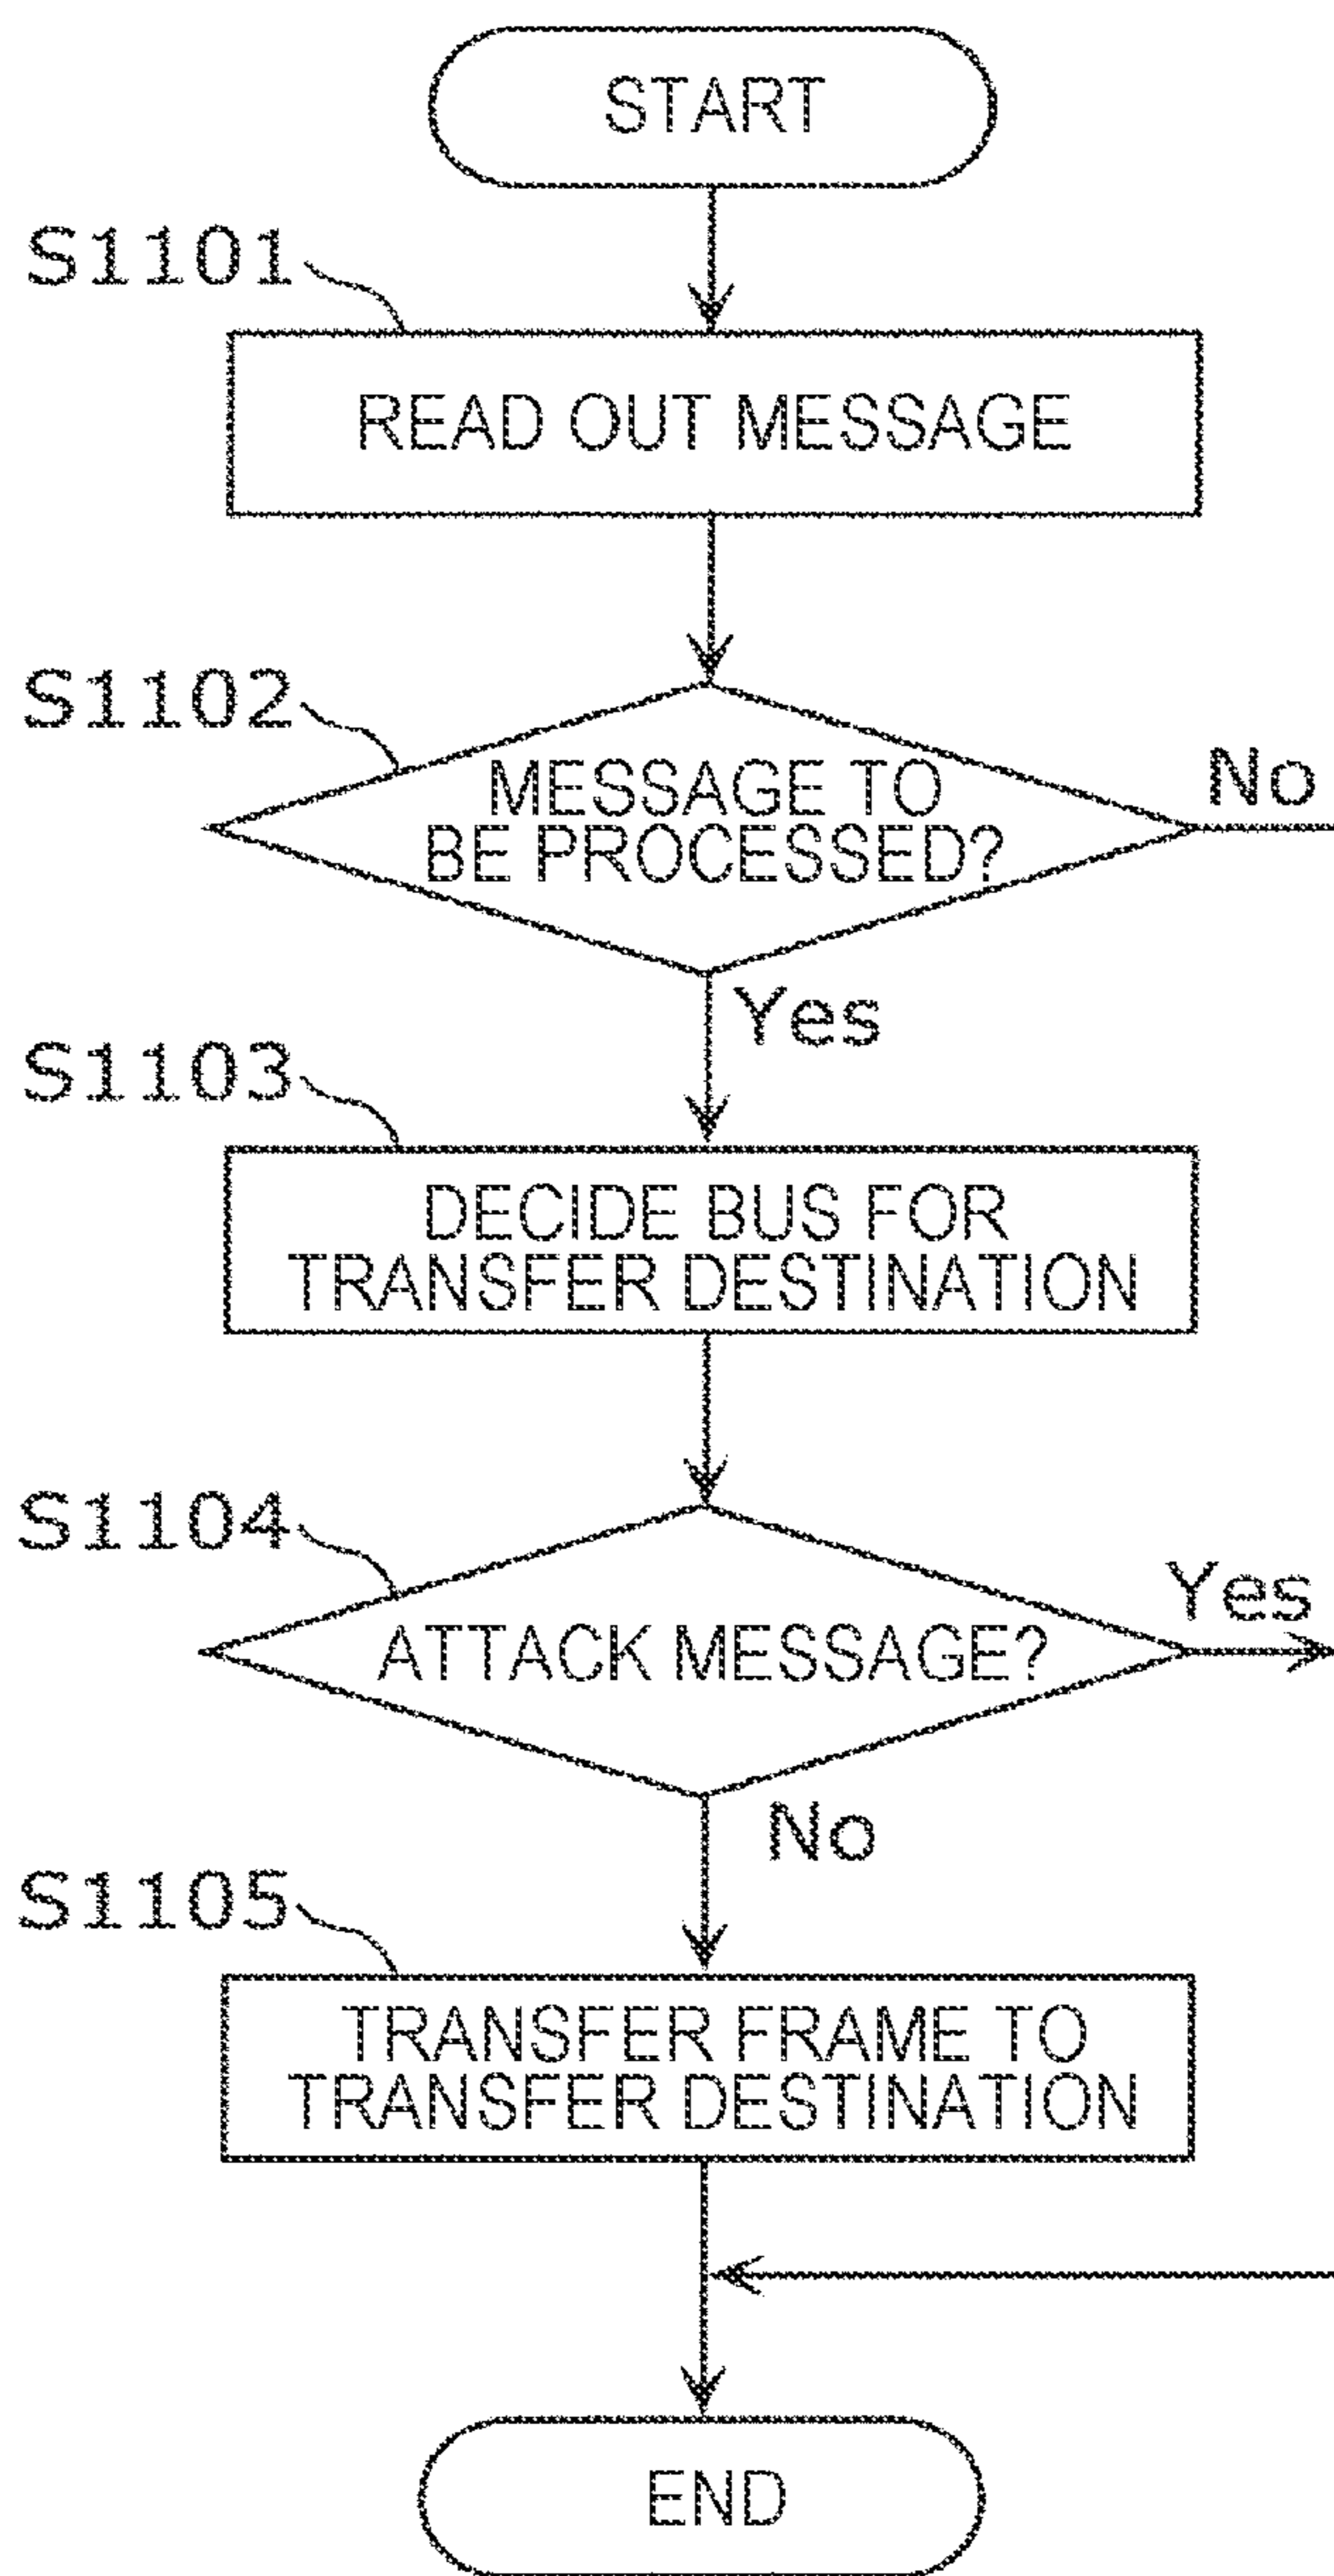 START
S1101
READ OUT MESSAGE
S1102
MESSAGE TO
BE PROCESSED?
No
Yes
S1103
DECIDE BUS FOR
TRANSFER DESTINATION
S1104
ATTACK MESSAGE?
Yes
No
S1105
TRANSFER FRAME TO
TRANSFER DESTINATION
END